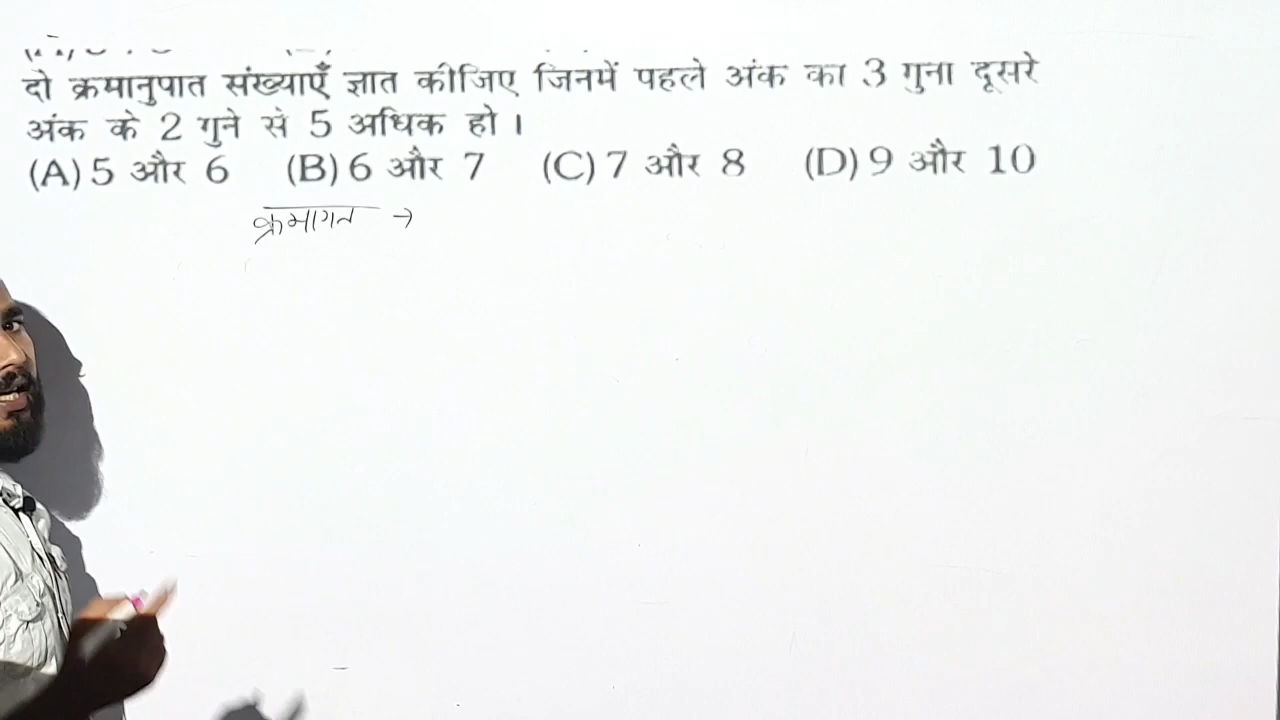 दो क्रमानुपात संख्याएँ ज्ञात कीजिए जिनमें पहले अंक का 3 गुना दूसरे
अंक के 2 गुने से 5 अधिक हो ।
(A) 5 और 6 (B) 6 और 7 (C) 7 और 8 (D) 9 और 10
क्रमागत →